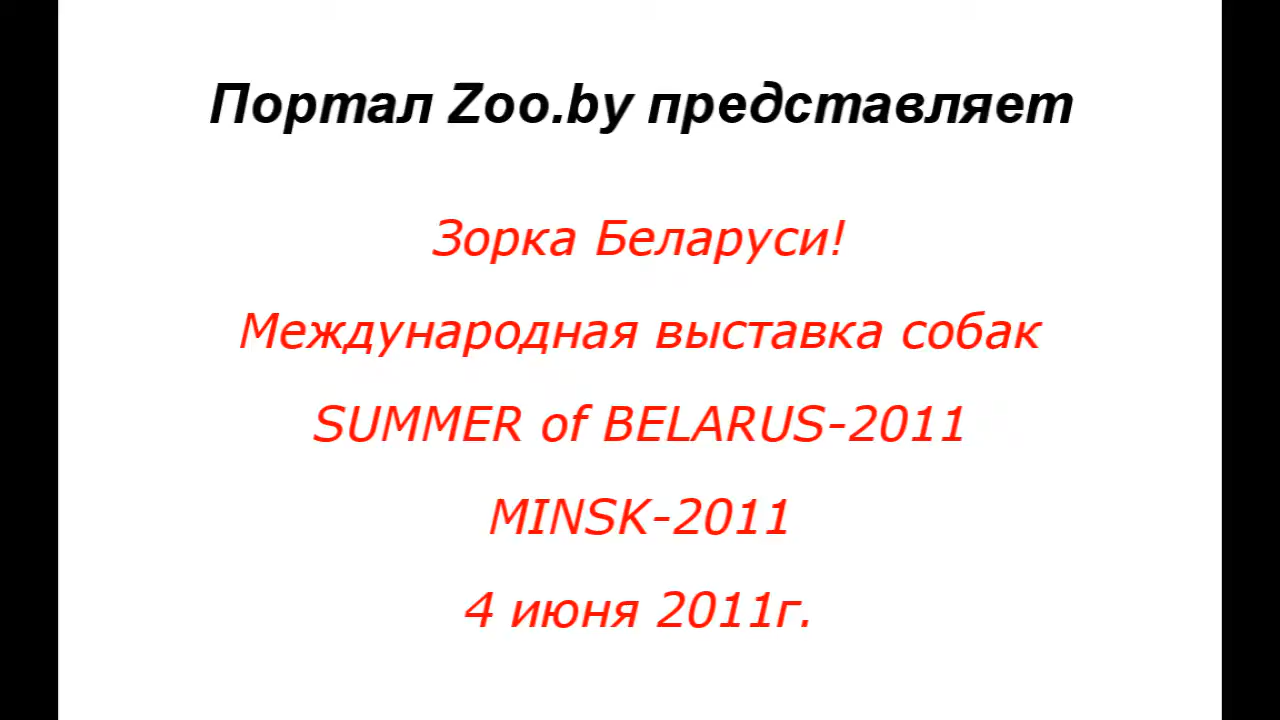 Портал Zoo.by представляет
Зорка Беларуси!
Международная выставка собак
SUMMER of BELARUS-2011
MINSK-2011
4 июня 2011г.